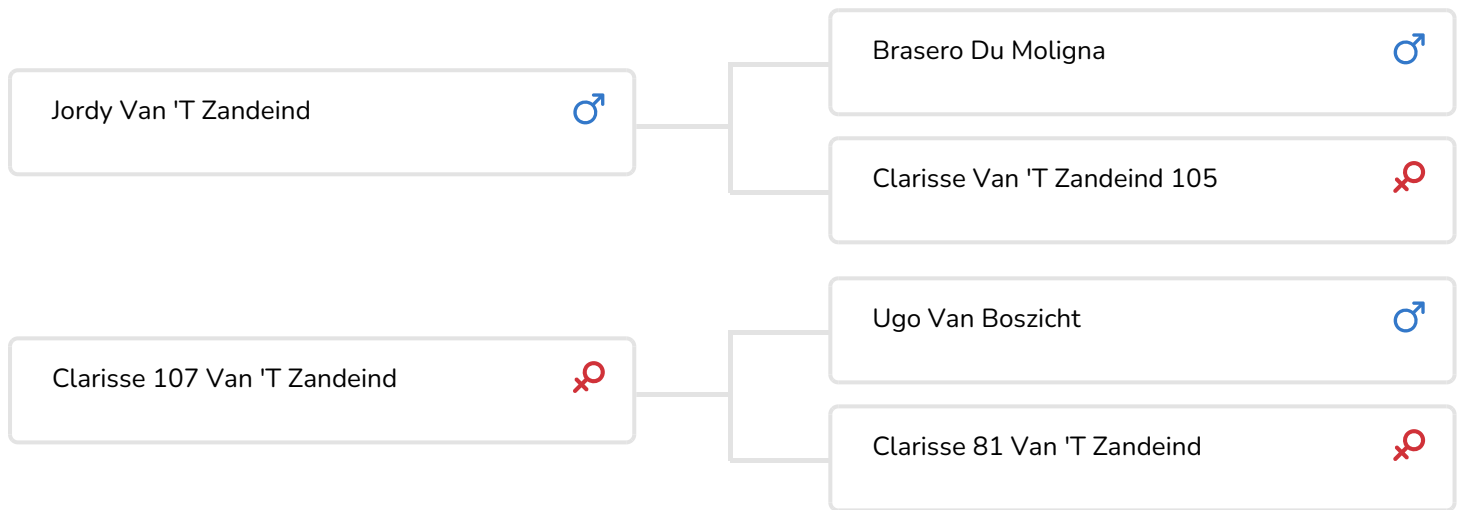 Brasero Du Moligna
Jordy Van 'T Zandeind
Clarisse Van 'T Zandeind 105
Ugo Van Boszicht
Clarisse 107 Van 'T Zandeind
Clarisse 81 Van 'T Zandeind